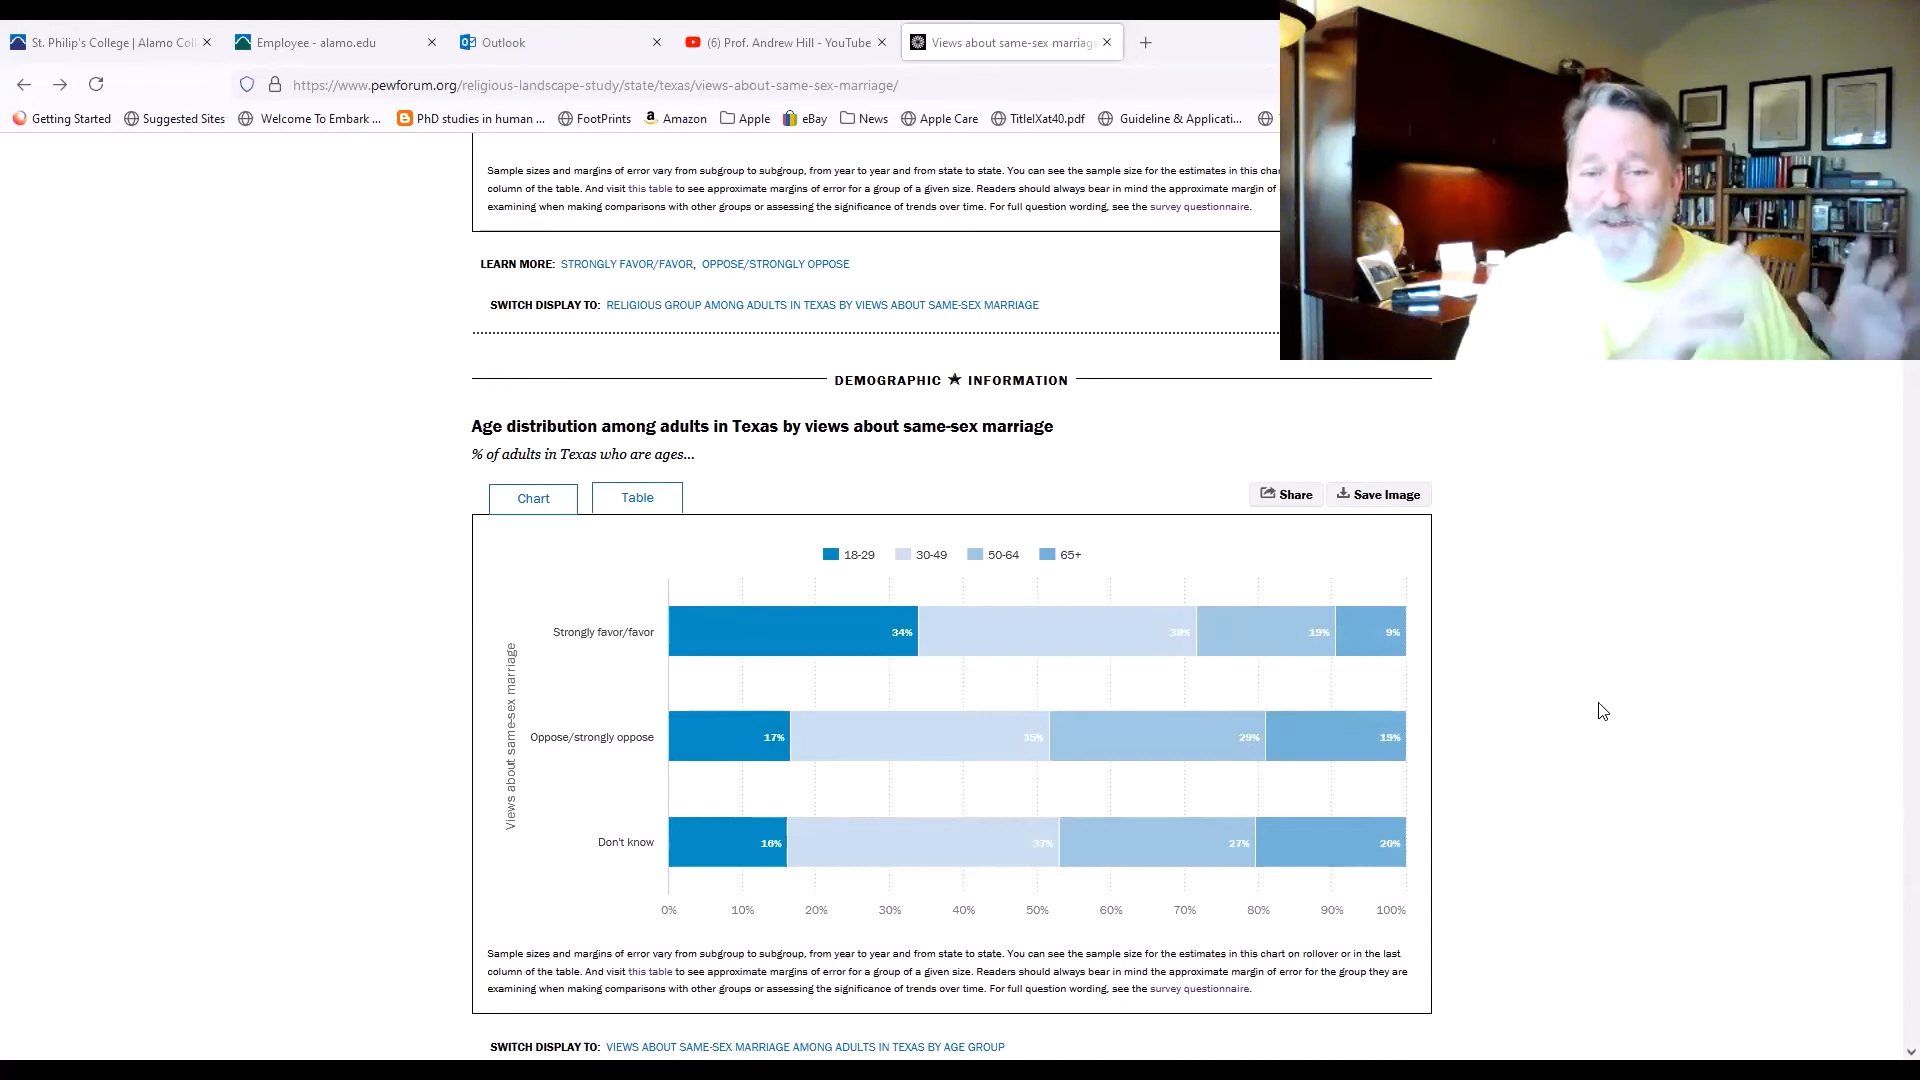 St. Philip's College | Alamo Col
Employee - alamo.edu
Outlook
(6) Prof. Andrew Hill - YouTube
Views about same-sex marriage
https://www.pewforum.org/religious-landscape-study/state/texas/views-about-same-sex-marriage/
Getting Started
Suggested Sites
Welcome To Embark ...
PhD studies in human ...
FootPrints
Amazon
Apple
eBay
News
Apple Care
TitleIXat40.pdf
Guideline & Applicati...
Sample sizes and margins of error vary from subgroup to subgroup, from year to year and from state to state. You can see the sample size for the estimates in this cha
column of the table. And visit this table to see approximate margins of error for a group of a given size. Readers should always bear in mind the approximate margin of
examining when making comparisons with other groups or assessing the significance of trends over time. For full question wording, see the survey questionnaire.
LEARN MORE: STRONGLY FAVOR/FAVOR, OPPOSE/STRONGLY OPPOSE
SWITCH DISPLAY TO: RELIGIOUS GROUP AMONG ADULTS IN TEXAS BY VIEWS ABOUT SAME-SEX MARRIAGE
DEMOGRAPHIC ★ INFORMATION
Age distribution among adults in Texas by views about same-sex marriage
% of adults in Texas who are ages...
Chart
Table
Share
Save Image
18-29 30-49 50-64 65+
Views about same-sex marriage
Strongly favor/favor 34% 38% 19% 9%
Oppose/strongly oppose 17% 35% 29% 19%
Don't know 16% 37% 27% 20%
0% 10% 20% 30% 40% 50% 60% 70% 80% 90% 100%
Sample sizes and margins of error vary from subgroup to subgroup, from year to year and from state to state. You can see the sample size for the estimates in this chart on rollover or in the last
column of the table. And visit this table to see approximate margins of error for a group of a given size. Readers should always bear in mind the approximate margin of error for the group they are
examining when making comparisons with other groups or assessing the significance of trends over time. For full question wording, see the survey questionnaire.
SWITCH DISPLAY TO: VIEWS ABOUT SAME-SEX MARRIAGE AMONG ADULTS IN TEXAS BY AGE GROUP